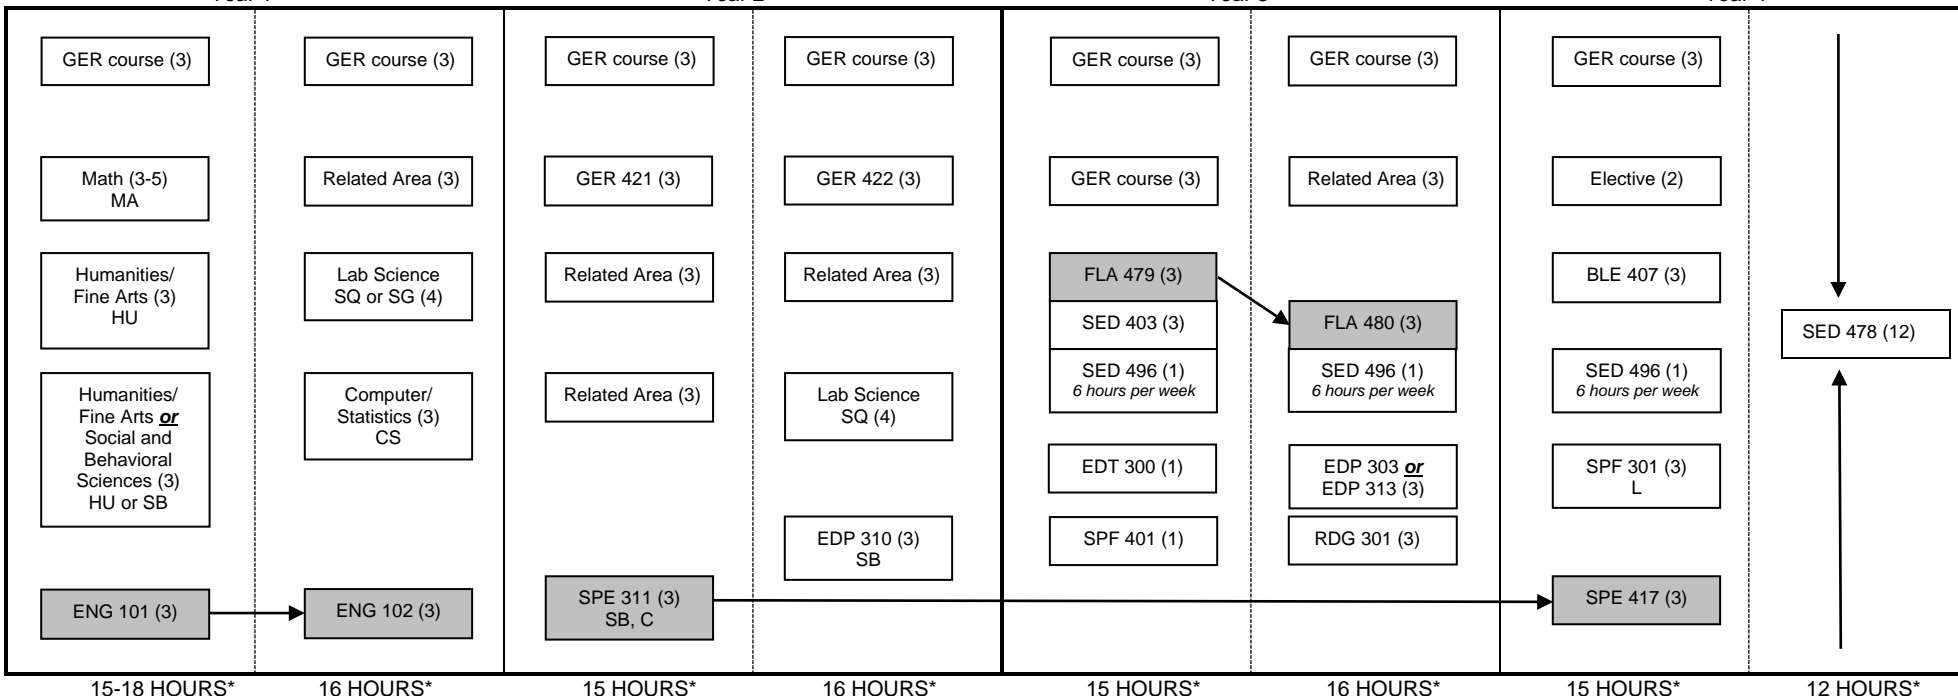 Year 1
Year 2
Year 3
Year 4
GER course (3)
Math (3-5)
MA
Humanities/
Fine Arts (3)
HU
Humanities/
Fine Arts or
Social and
Behavioral
Sciences (3)
HU or SB
ENG 101 (3)
15-18 HOURS*
GER course (3)
Related Area (3)
Lab Science
SQ or SG (4)
Computer/
Statistics (3)
CS
ENG 102 (3)
16 HOURS*
GER course (3)
GER 421 (3)
Related Area (3)
Related Area (3)
SPE 311 (3)
SB, C
15 HOURS*
GER course (3)
GER 422 (3)
Related Area (3)
Lab Science
SQ (4)
EDP 310 (3)
SB
16 HOURS*
GER course (3)
GER course (3)
FLA 479 (3)
SED 403 (3)
SED 496 (1)
6 hours per week
EDT 300 (1)
SPF 401 (1)
15 HOURS*
GER course (3)
Related Area (3)
FLA 480 (3)
SED 496 (1)
6 hours per week
EDP 303 or
EDP 313 (3)
RDG 301 (3)
16 HOURS*
GER course (3)
Elective (2)
BLE 407 (3)
SED 496 (1)
6 hours per week
SPF 301 (3)
L
SPE 417 (3)
15 HOURS*
SED 478 (12)
12 HOURS*